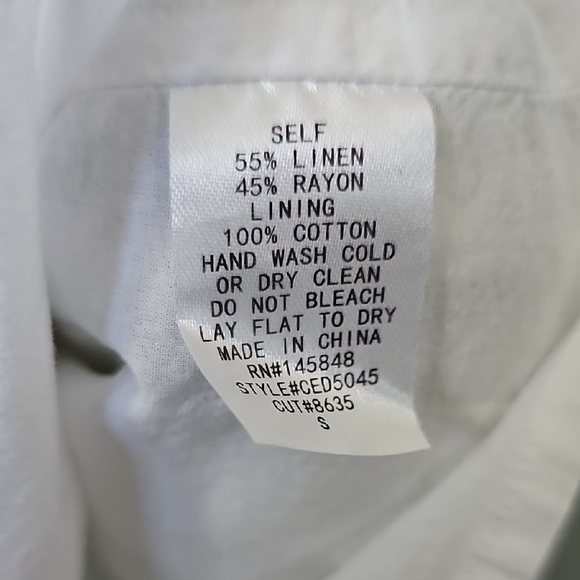 SELF
55% LINEN
45% RAYON
LINING
100% COTTON
HAND WASH COLD
OR DRY CLEAN
DO NOT BLEACH
LAY FLAT TO DRY
MADE IN CHINA
RN#145848
STYLE#CED5045
CUT#8635
S